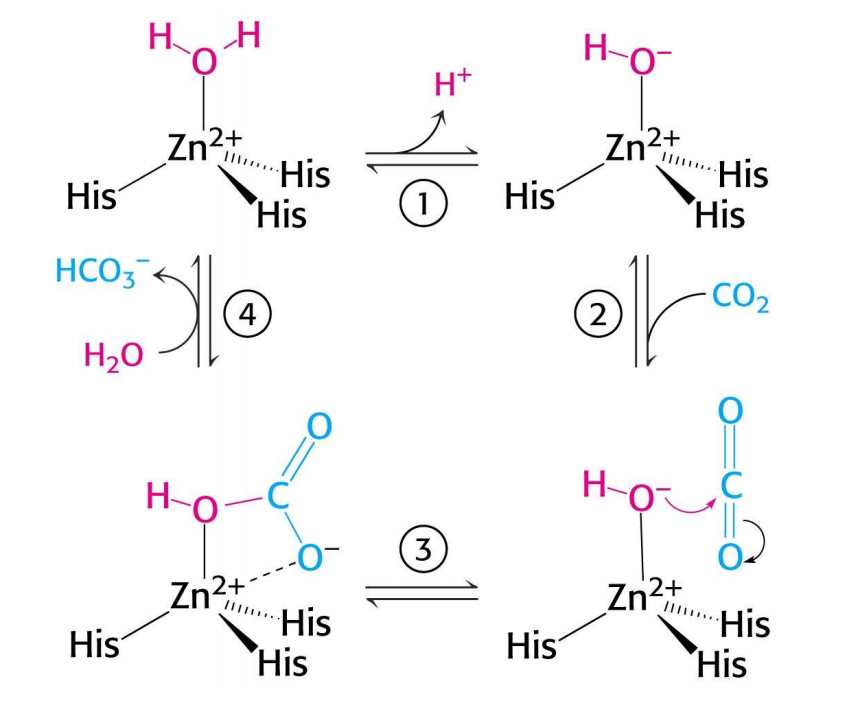 H H
O
H⁺
H O⁻
Zn²⁺
His
His
His
1
Zn²⁺
His
His
His
HCO₃⁻
H₂O
4
2
CO₂
O
H O C
O⁻
Zn²⁺
His
His
His
3
O
H O⁻ C
O
Zn²⁺
His
His
His